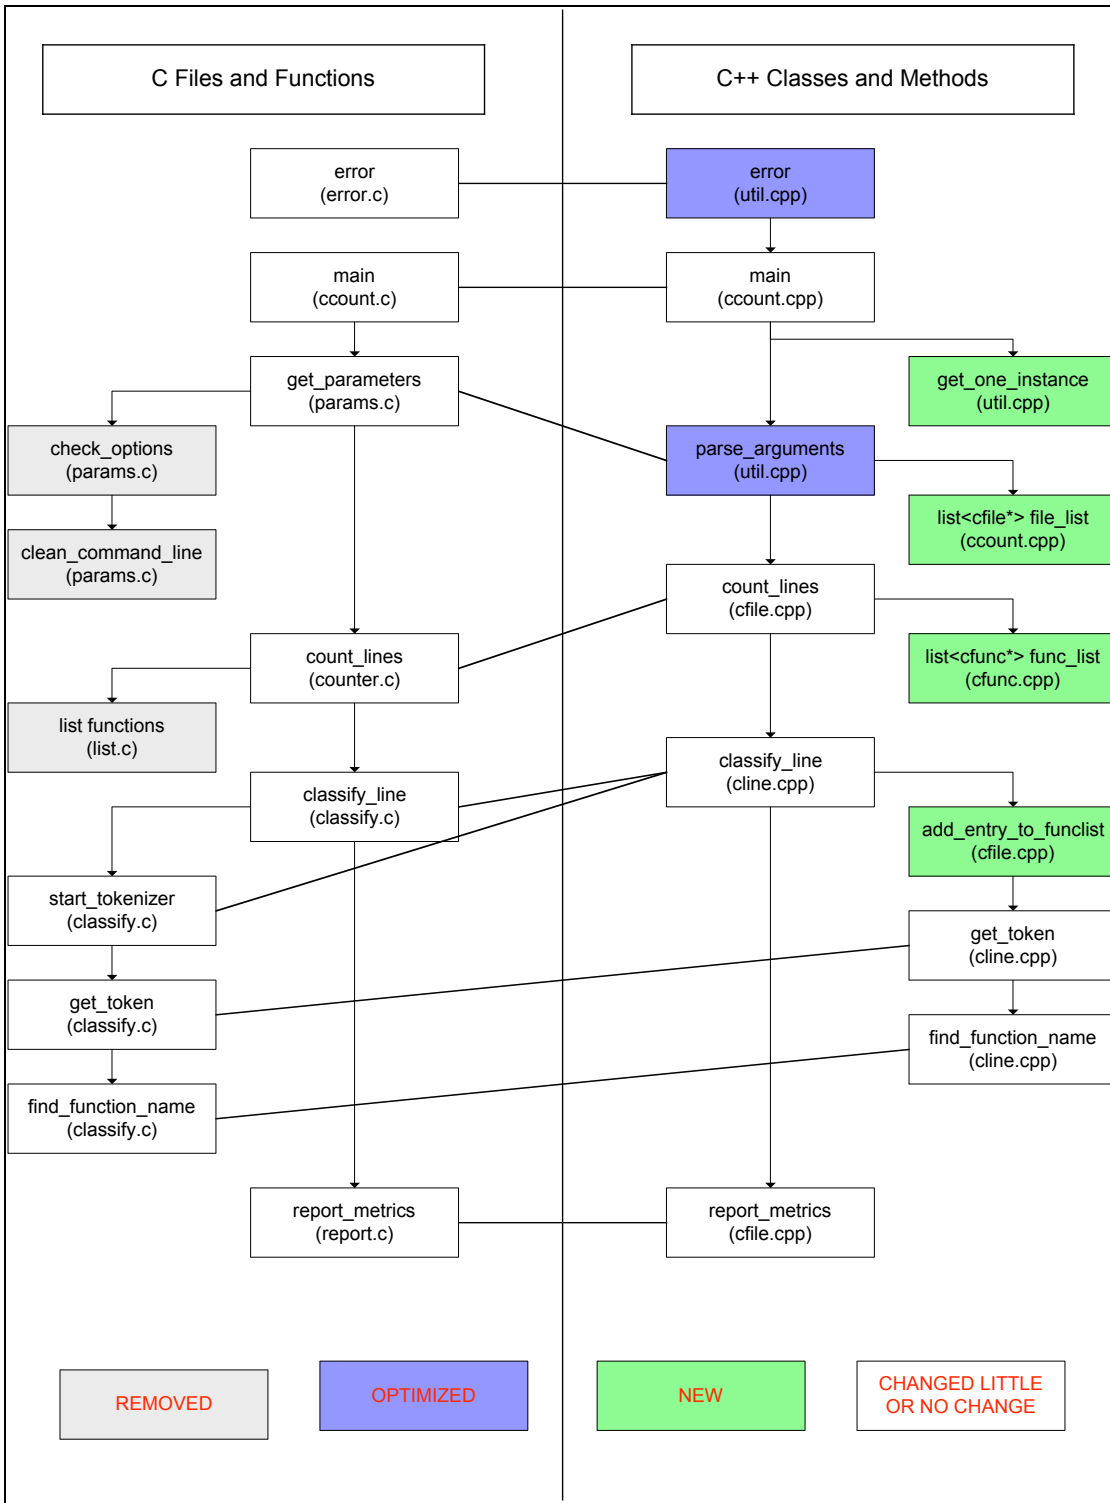 C Files and Functions
C++ Classes and Methods
error
(error.c)
error
(util.cpp)
main
(ccount.c)
main
(ccount.cpp)
get_parameters
(params.c)
get_one_instance
(util.cpp)
check_options
(params.c)
parse_arguments
(util.cpp)
list<cfile*> file_list
(ccount.cpp)
clean_command_line
(params.c)
count_lines
(cfile.cpp)
count_lines
(counter.c)
list<cfunc*> func_list
(cfunc.cpp)
list functions
(list.c)
classify_line
(cline.cpp)
classify_line
(classify.c)
add_entry_to_funclist
(cfile.cpp)
start_tokenizer
(classify.c)
get_token
(cline.cpp)
get_token
(classify.c)
find_function_name
(cline.cpp)
find_function_name
(classify.c)
report_metrics
(report.c)
report_metrics
(cfile.cpp)
REMOVED
OPTIMIZED
NEW
CHANGED LITTLE
OR NO CHANGE